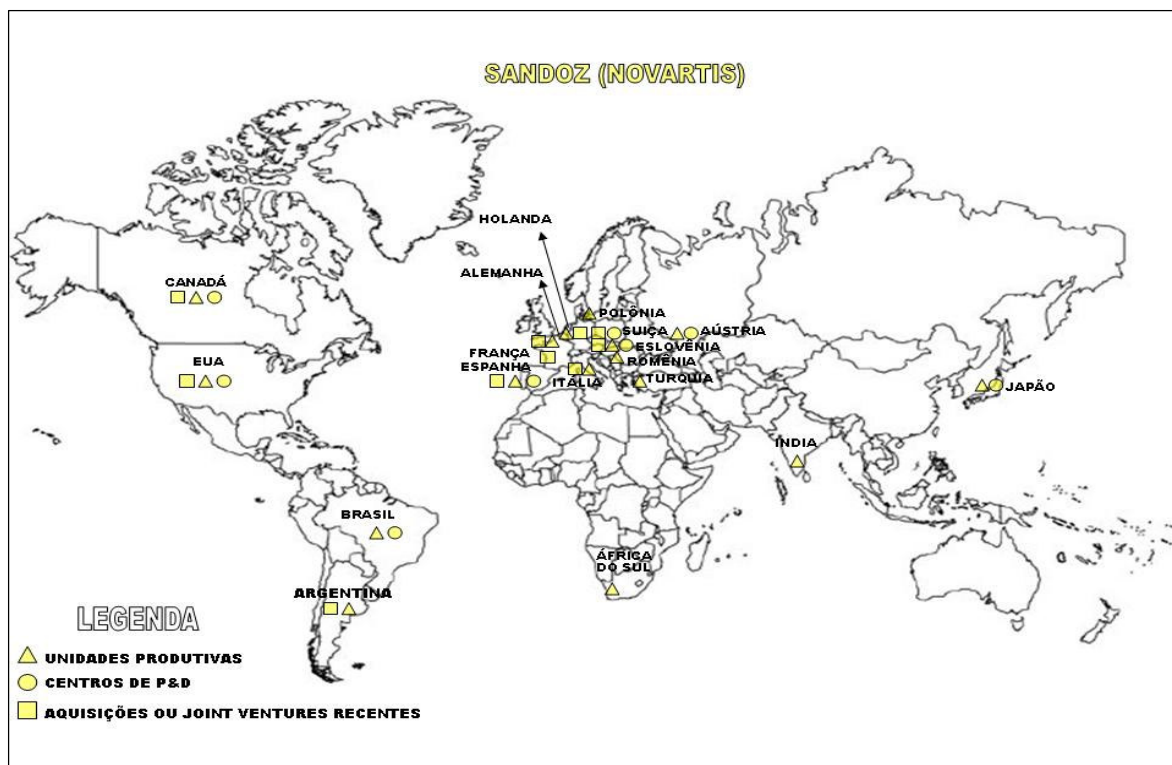 SANDOZ (NOVARTIS)
HOLANDA
ALEMANHA
CANADÁ
POLÔNIA
SUIÇA
AÚSTRIA
ESLOVÊNIA
FRANÇA
ROMÊNIA
EUA
ESPANHA
ITÁLIA
TURQUIA
JAPÃO
ÍNDIA
BRASIL
ÁFRICA
DO SUL
ARGENTINA
LEGENDA
UNIDADES PRODUTIVAS
CENTROS DE P&D
AQUISIÇÕES OU JOINT VENTURES RECENTES